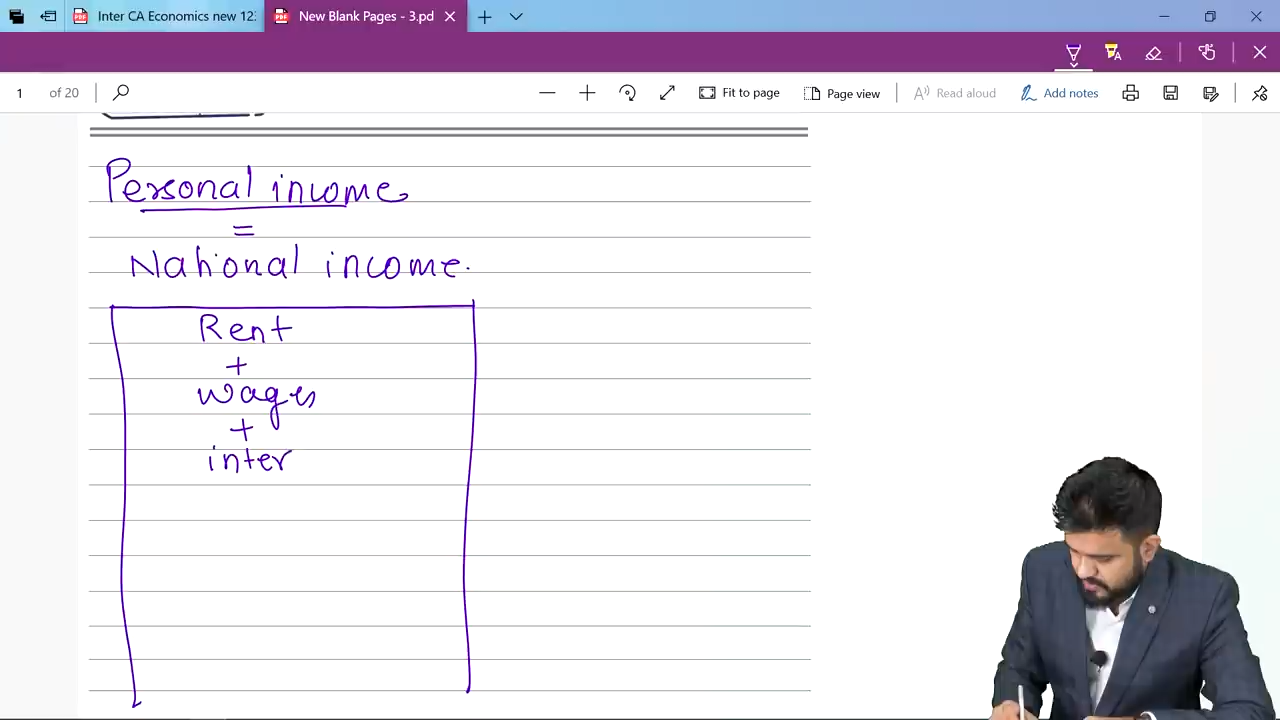 Inter CA Economics new 12
New Blank Pages - 3.pd
1 of 20
Fit to page
Page view
Read aloud
Add notes
Personal income
=
National income.
Rent
+
wages
+
inter